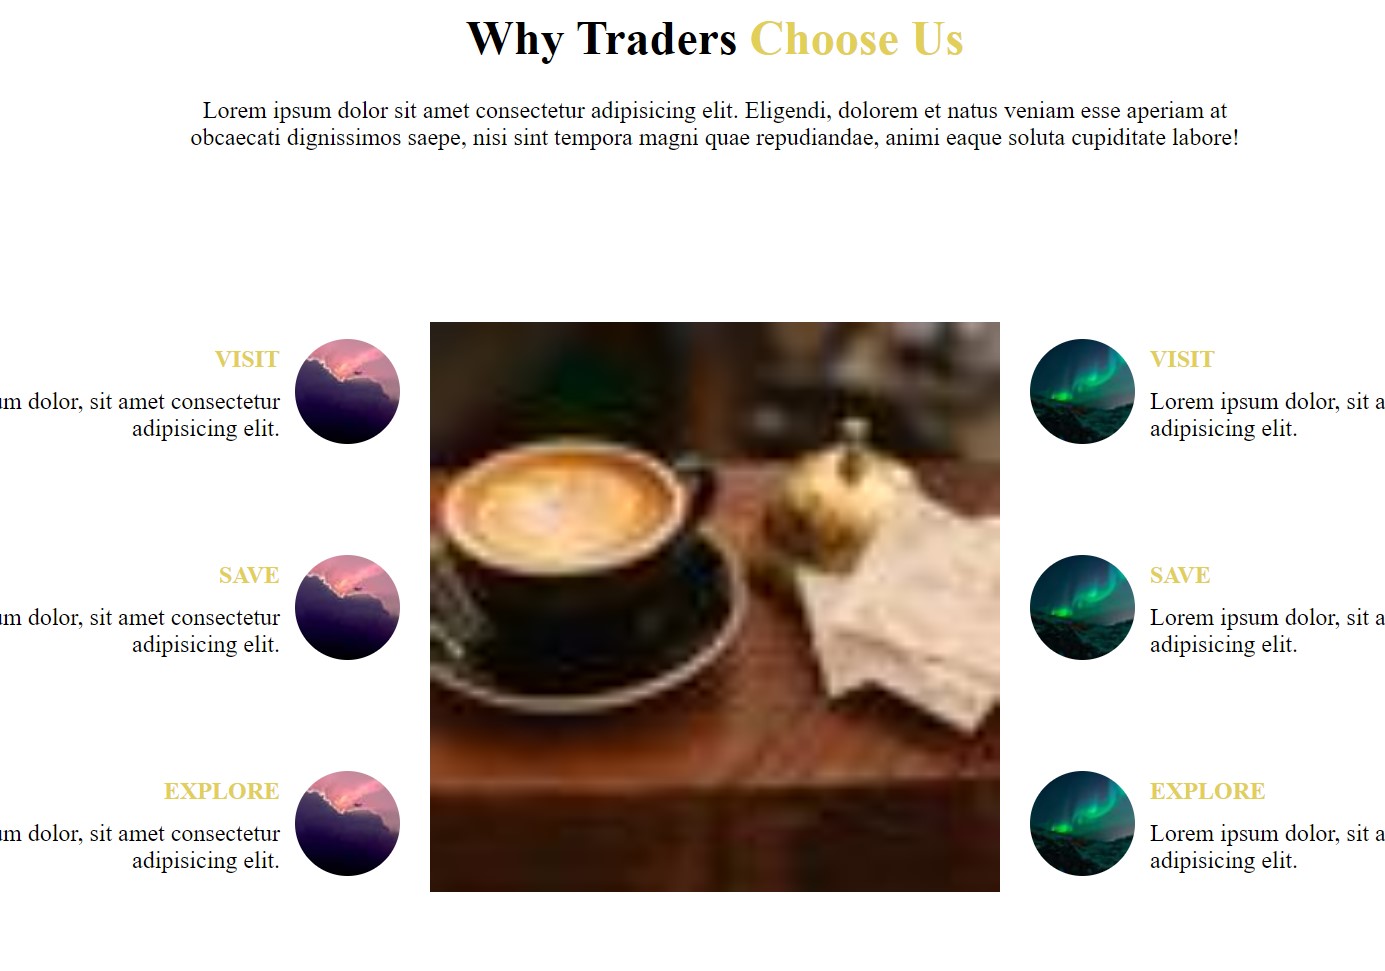 Why Traders Choose Us
Lorem ipsum dolor sit amet consectetur adipisicing elit. Eligendi, dolorem et natus veniam esse aperiam at
obcaecati dignissimos saepe, nisi sint tempora magni quae repudiandae, animi eaque soluta cupiditate labore!
VISIT
um dolor, sit amet consectetur
adipisicing elit.
SAVE
um dolor, sit amet consectetur
adipisicing elit.
EXPLORE
um dolor, sit amet consectetur
adipisicing elit.
VISIT
Lorem ipsum dolor, sit a
adipisicing elit.
SAVE
Lorem ipsum dolor, sit a
adipisicing elit.
EXPLORE
Lorem ipsum dolor, sit a
adipisicing elit.